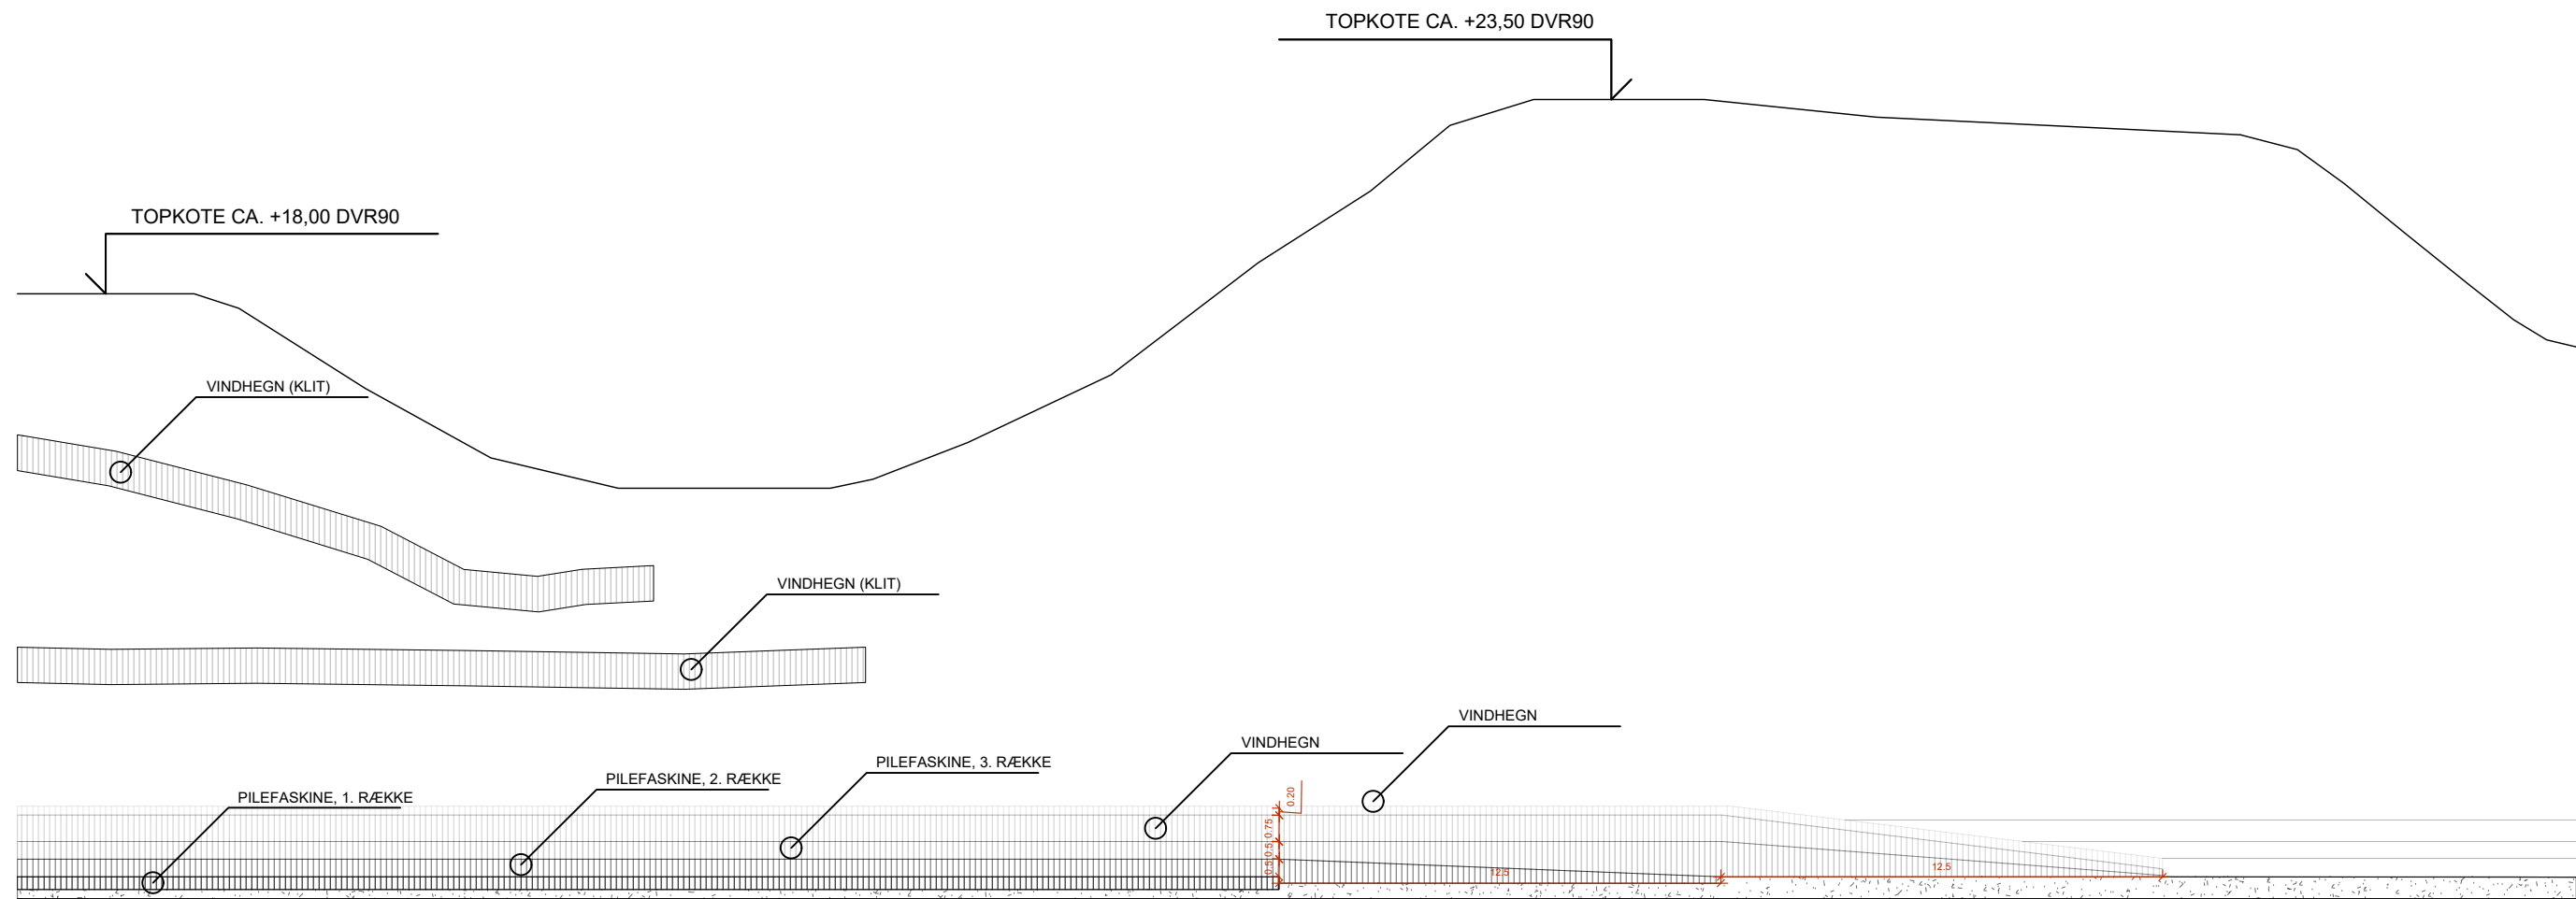 TOPKOTE CA. +23,50 DVR90
TOPKOTE CA. +18,00 DVR90
VINDHEGN (KLIT)
VINDHEGN (KLIT)
VINDHEGN
VINDHEGN
PILEFASKINE, 3. RÆKKE
PILEFASKINE, 2. RÆKKE
PILEFASKINE, 1. RÆKKE
0.20
0.75
0.5
0.5
12.5
12.5